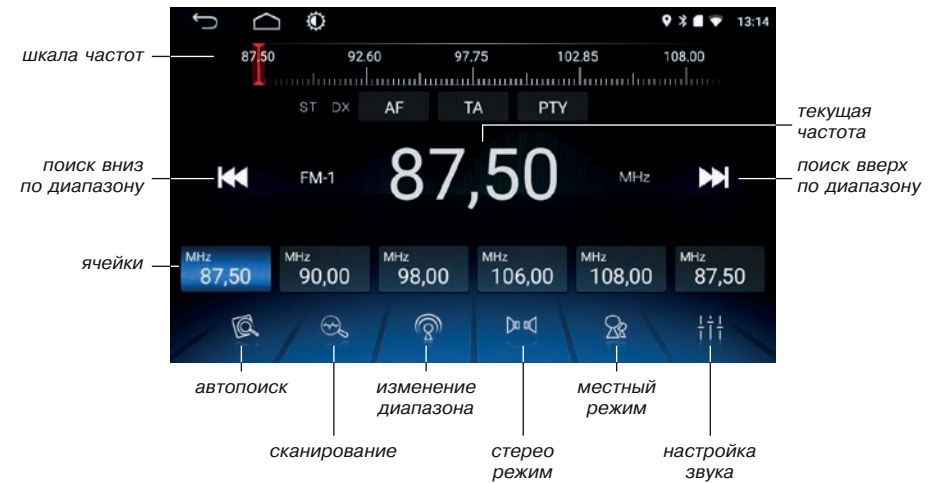 13:14
шкала частот
87,50 92.60 97.75 102.85 108,00
ST DX AF TA PTY
текущая
частота
поиск вниз
по диапазону
FM-1 87,50 MHz
поиск вверх
по диапазону
ячейки
MHz MHz MHz MHz MHz MHz
87,50 90,00 98,00 106,00 108,00 87,50
автопоиск
изменение
диапазона
местный
режим
сканирование
стерео
режим
настройка
звука